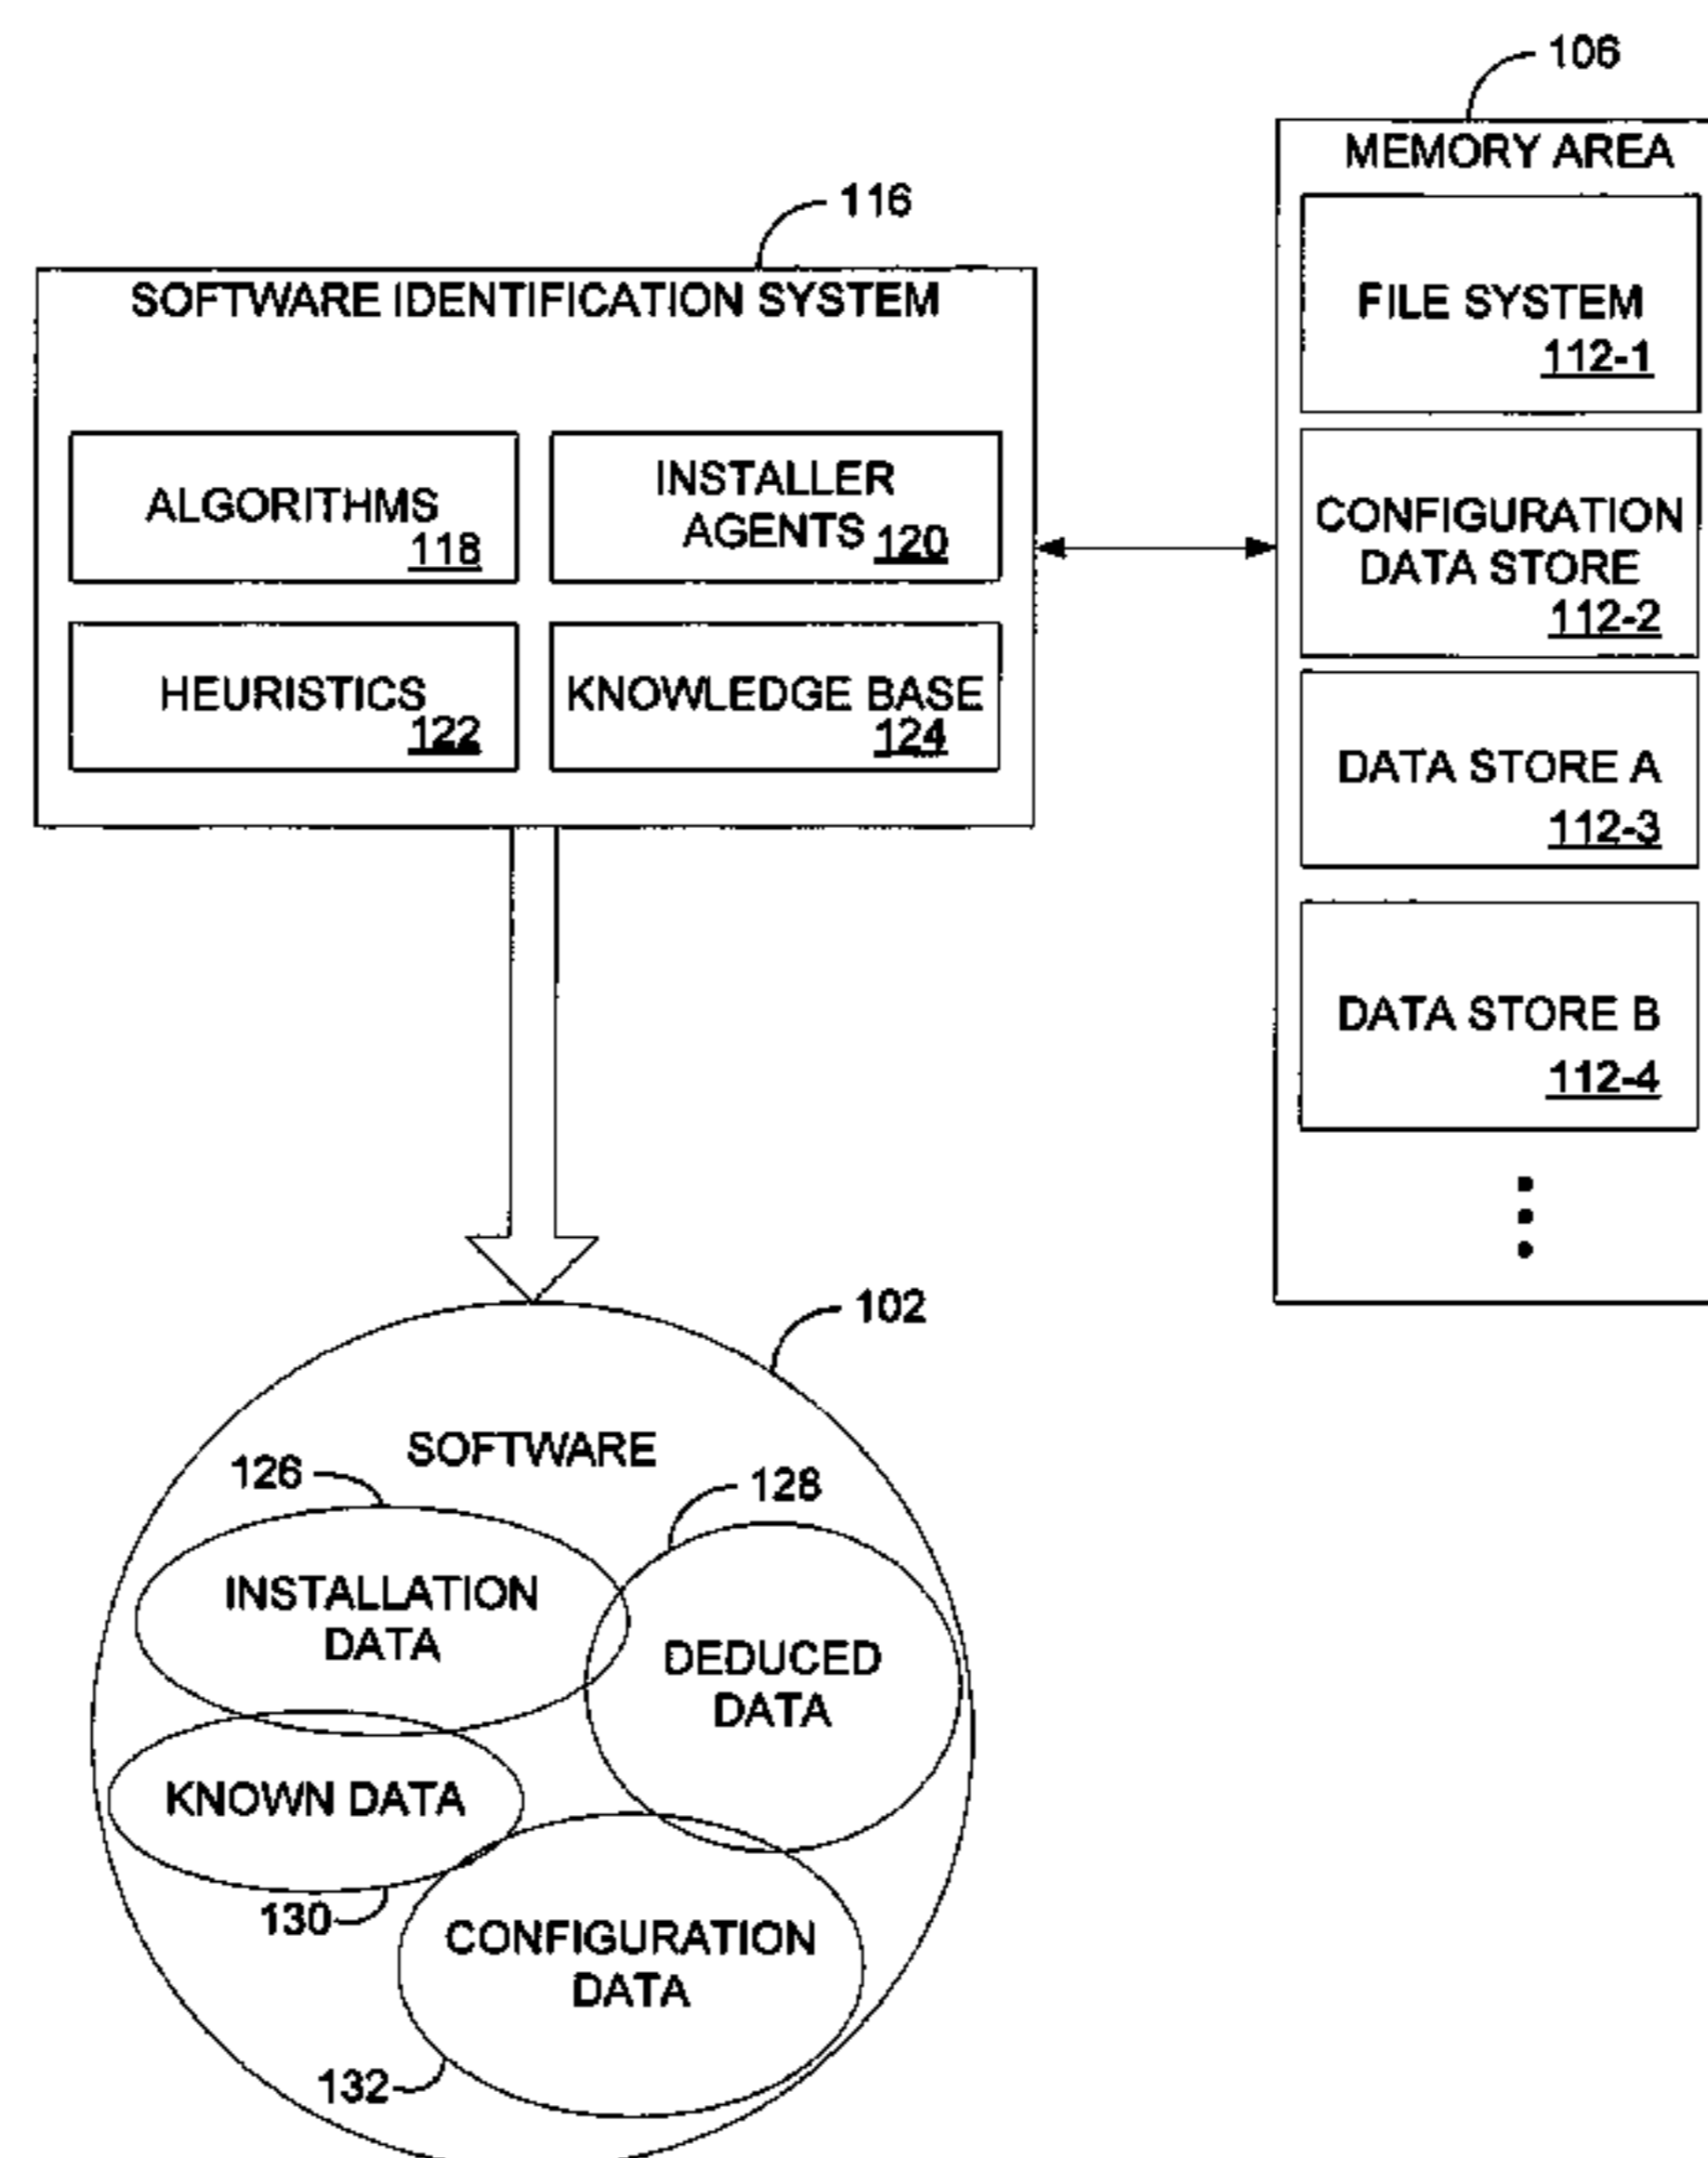 106
MEMORY AREA
116
SOFTWARE IDENTIFICATION SYSTEM
FILE SYSTEM
112-1
ALGORITHMS
118
INSTALLER
AGENTS 120
CONFIGURATION
DATA STORE
112-2
HEURISTICS
122
KNOWLEDGE BASE
124
DATA STORE A
112-3
DATA STORE B
112-4
102
SOFTWARE
126
128
INSTALLATION
DATA
DEDUCED
DATA
KNOWN DATA
130
CONFIGURATION
DATA
132